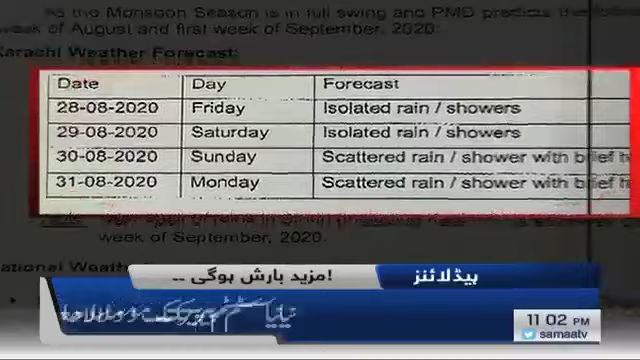 As the Monsoon Season is in full swing and PMD predicts the
week of August and first week of September, 2020:
Karachi Weather Forecast:
Date Day Forecast
28-08-2020 Friday Isolated rain / showers
29-08-2020 Saturday Isolated rain / showers
30-08-2020 Sunday Scattered rain / shower with brief
31-08-2020 Monday Scattered rain / shower with brief
week of September, 2020.
ہیڈلائنز
مزید بارش ہوگی ..!
11:02 PM
samaatv